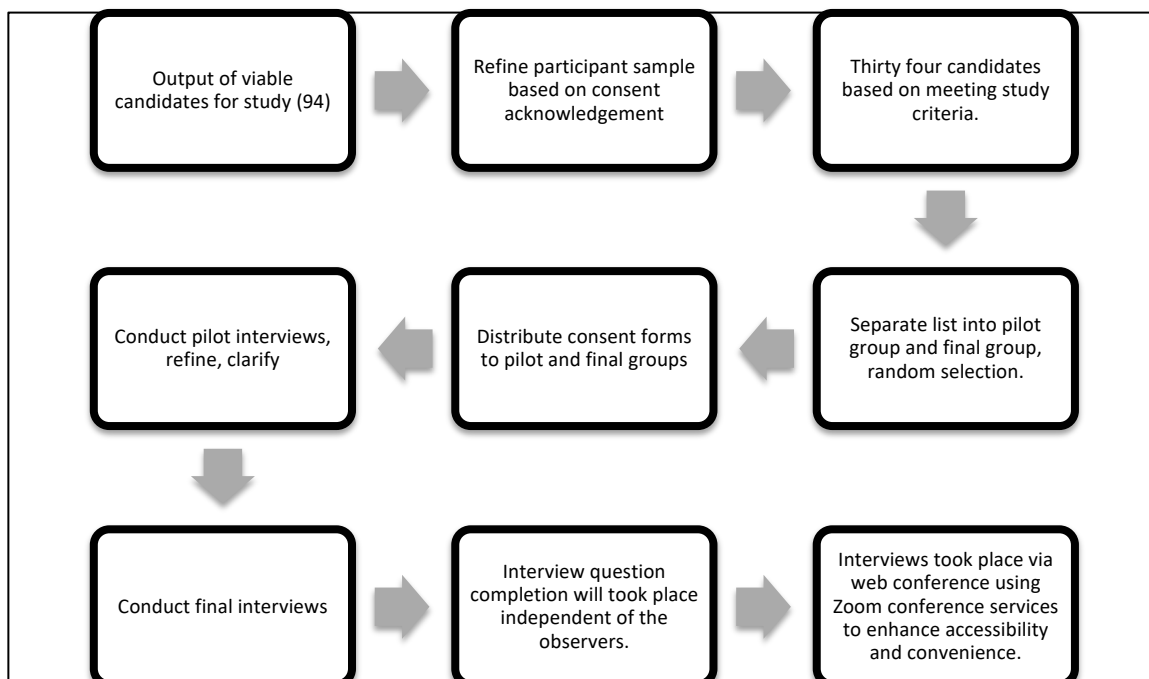 Output of viable
candidates for study (94)
Refine participant sample
based on consent
acknowledgement
Thirty four candidates
based on meeting study
criteria.
Separate list into pilot
group and final group,
random selection.
Distribute consent forms
to pilot and final groups
Conduct pilot interviews,
refine, clarify
Conduct final interviews
Interview question
completion will took place
independent of the
observers.
Interviews took place via
web conference using
Zoom conference services
to enhance accessibility
and convenience.